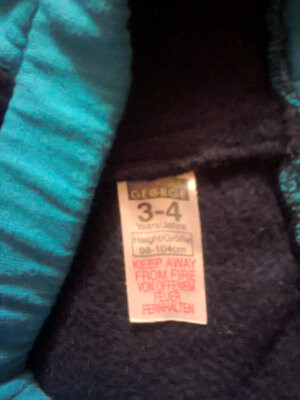 GEORGE
3-4
Years/Jahre
Height/Größe
98-104cm
KEEP AWAY
FROM FIRE
VON OFFENEM
FEUER
FERNHALTEN